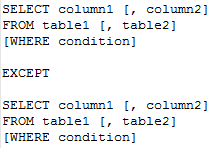 SELECT column1 [, column2]
FROM table1 [, table2]
[WHERE condition]

EXCEPT

SELECT column1 [, column2]
FROM table1 [, table2]
[WHERE condition]